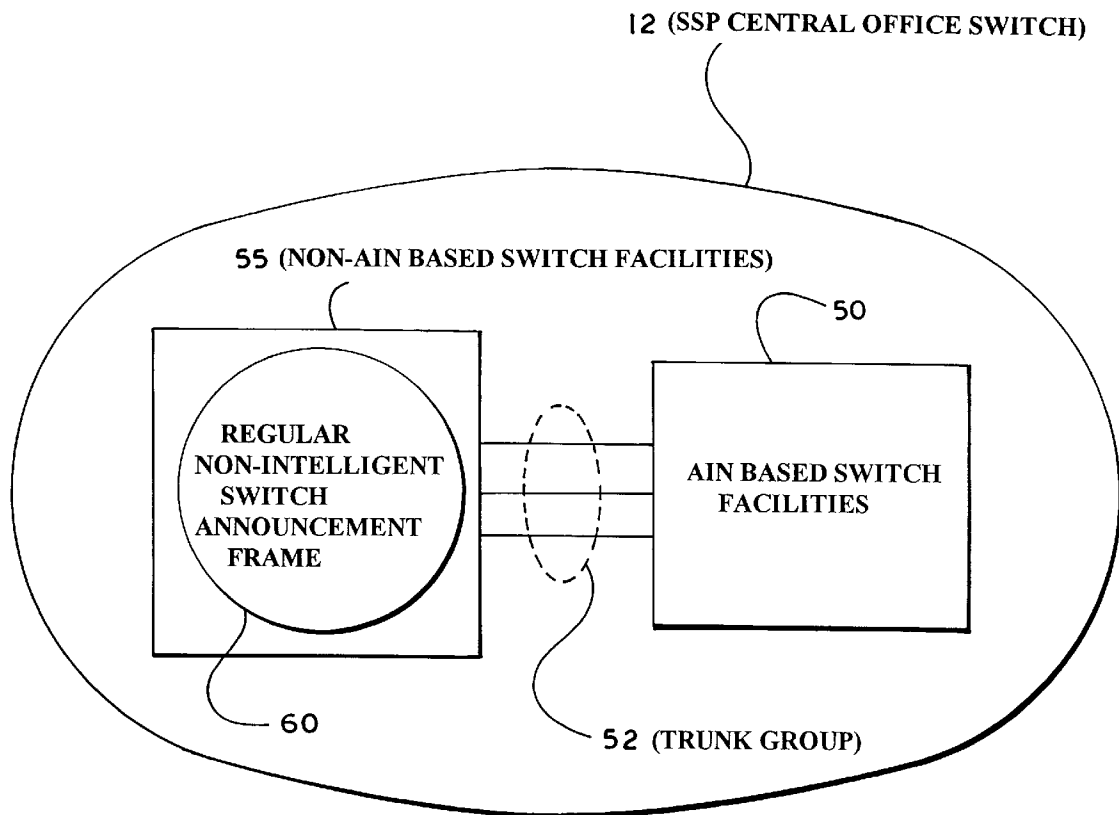 12 (SSP CENTRAL OFFICE SWITCH)
55 (NON-AIN BASED SWITCH FACILITIES)
50
REGULAR
NON-INTELLIGENT
SWITCH
ANNOUNCEMENT
FRAME
AIN BASED SWITCH
FACILITIES
60
52 (TRUNK GROUP)